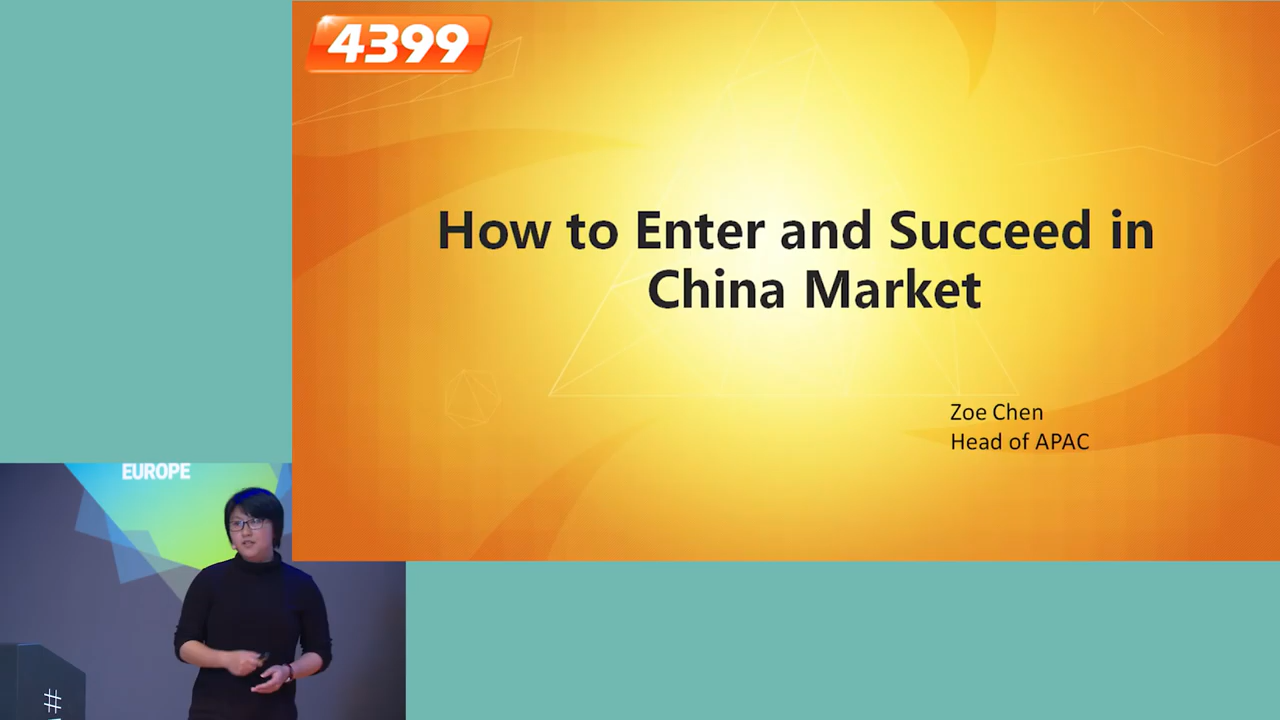 4399
How to Enter and Succeed in
China Market
Zoe Chen
Head of APAC
EUROPE
#